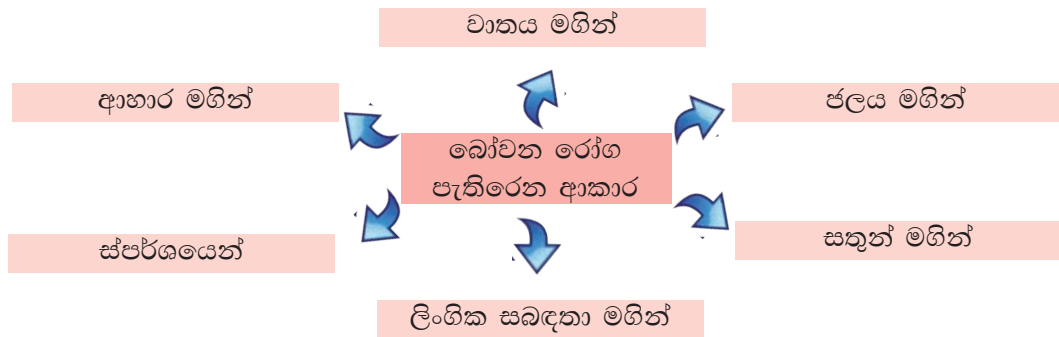 වාතය මගින්
ආහාර මගින්
ජලය මගින්
බෝවන රෝග
පැතිරෙන ආකාර
ස්පර්ශයෙන්
සතුන් මගින්
ලිංගික සබඳතා මගින්